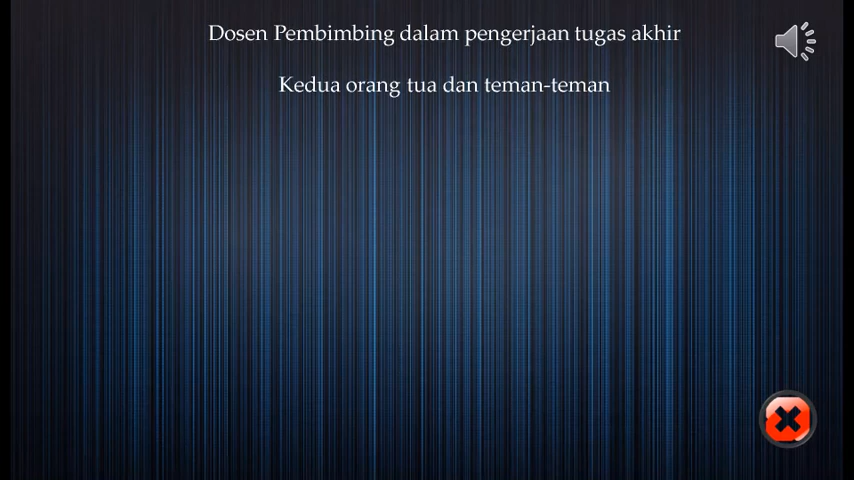 Dosen Pembimbing dalam pengerjaan tugas akhir
Kedua orang tua dan teman-teman